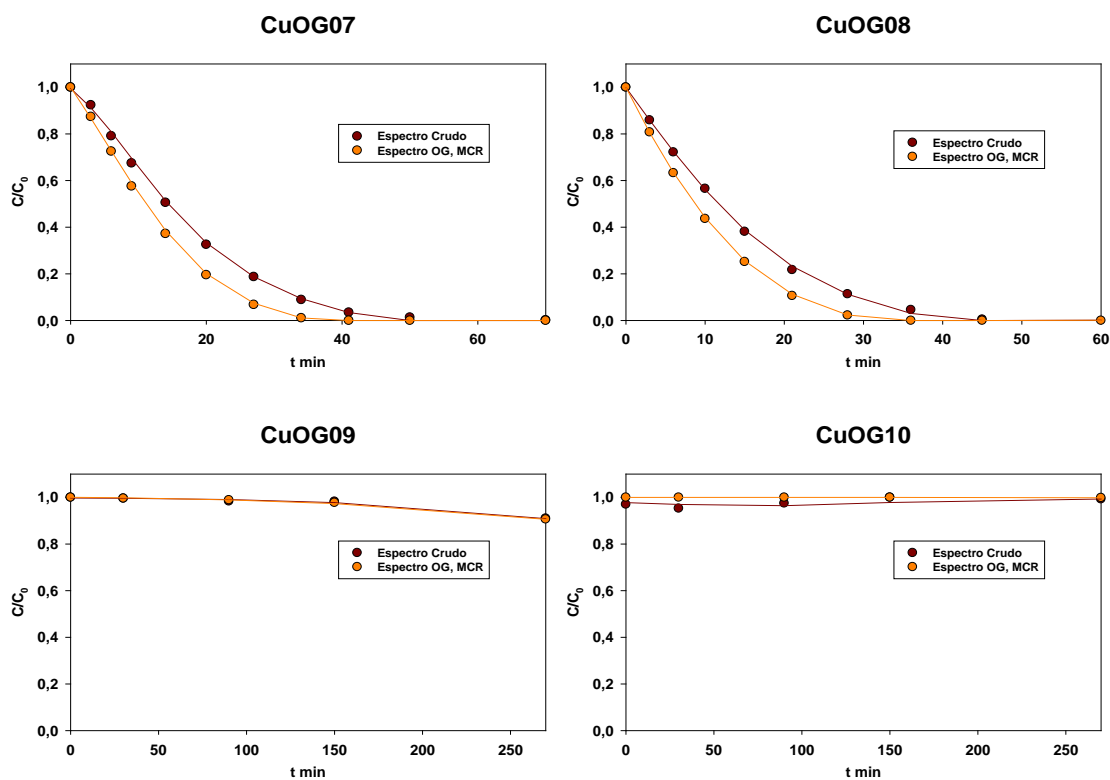 CuOG07
C/C0
1,0
0,8
0,6
0,4
0,2
0,0
Espectro Crudo
Espectro OG, MCR
0 20 40 60
t min
CuOG08
C/C0
1,0
0,8
0,6
0,4
0,2
0,0
Espectro Crudo
Espectro OG, MCR
0 10 20 30 40 50 60
t min
CuOG09
C/C0
1,0
0,8
0,6
0,4
0,2
0,0
Espectro Crudo
Espectro OG, MCR
0 50 100 150 200 250
t min
CuOG10
C/C0
1,0
0,8
0,6
0,4
0,2
0,0
Espectro Crudo
Espectro OG, MCR
0 50 100 150 200 250
t min